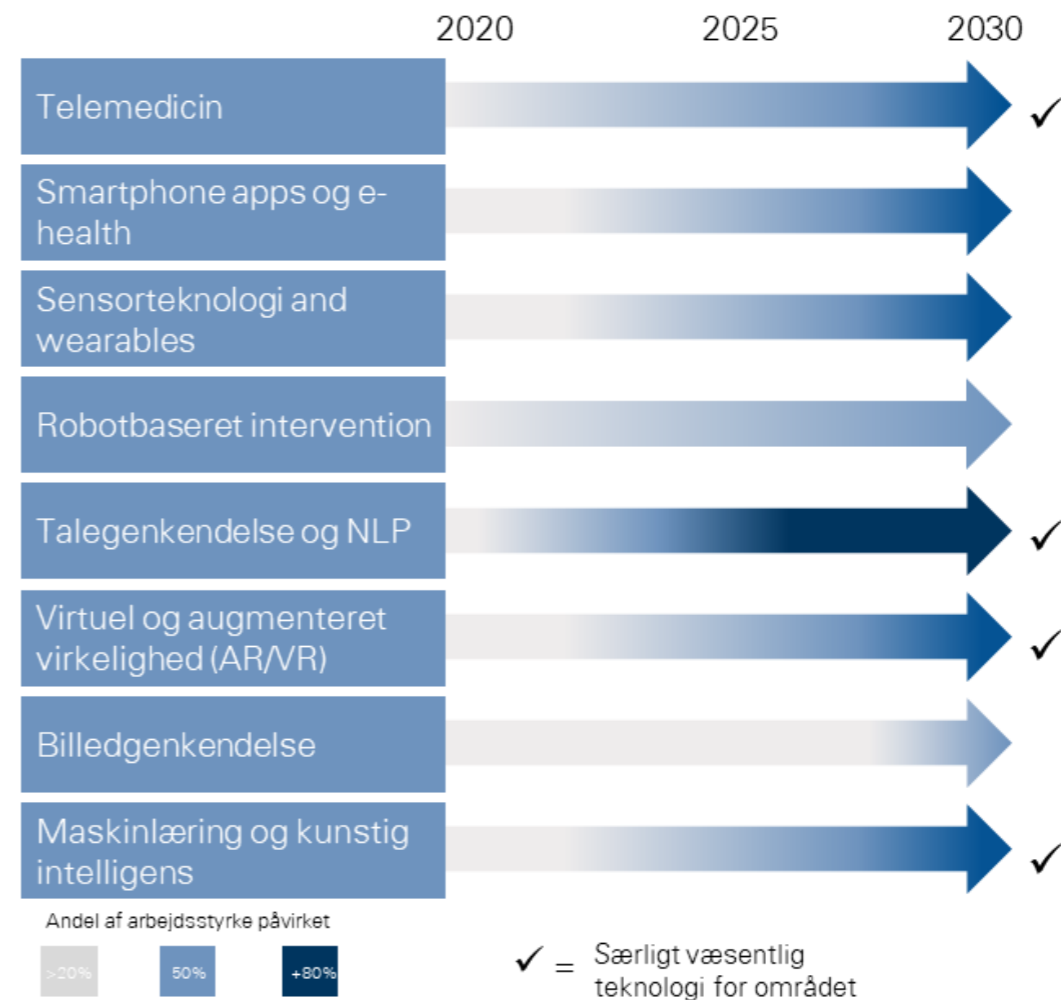 2020 2025 2030
Telemedicin
✓
Smartphone apps og e-
health
Sensorteknologi and
wearables
Robotbaseret intervention
Talegenkendelse og NLP
✓
Virtuel og augmenteret
virkelighed (AR/VR)
✓
Billedgenkendelse
Maskinlæring og kunstig
intelligens
✓
Andel af arbejdsstyrke påvirket
>20% 50% +80%
✓ = Særligt væsentlig
teknologi for området